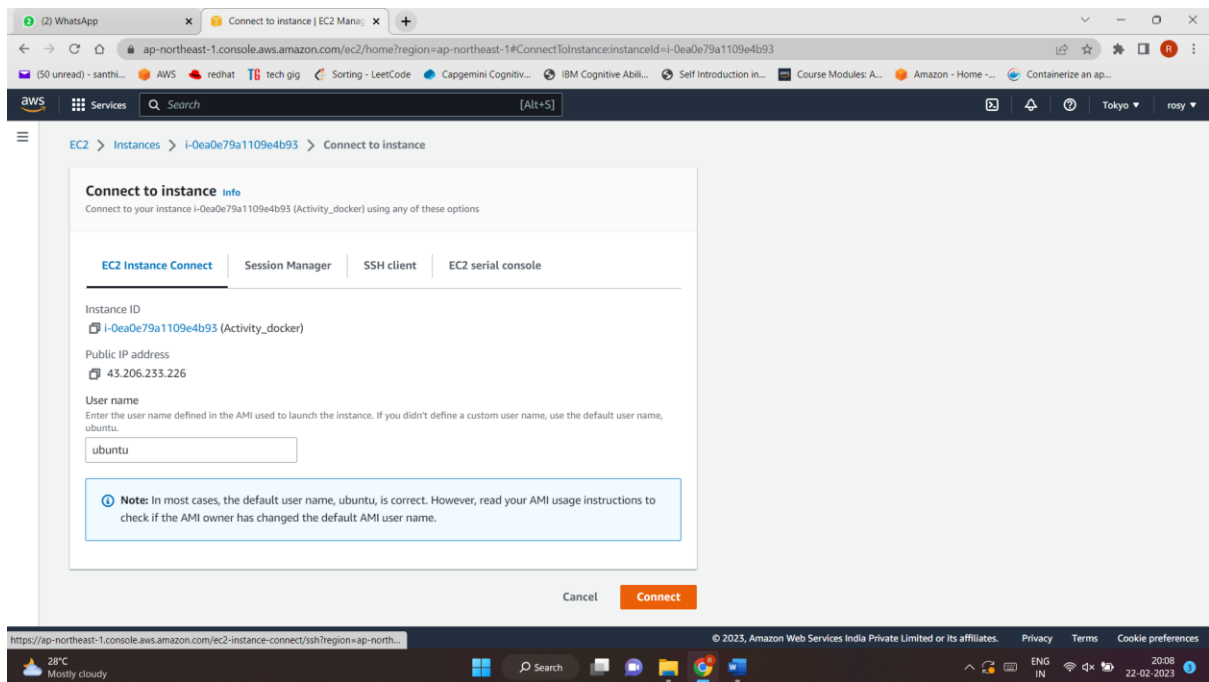 (2) WhatsApp
Connect to instance | EC2 Manag
ap-northeast-1.console.aws.amazon.com/ec2/home?region=ap-northeast-1#ConnectToInstance:instanceId=i-0ea0e79a1109e4b93
(50 unread) - santhi... AWS redhat tech gig Sorting - LeetCode Capgemini Cognitiv... IBM Cognitive Abili... Self Introduction in... Course Modules: A... Amazon - Home -... Containerize an ap...
aws Services Search [Alt+S] Tokyo rosy
EC2 > Instances > i-0ea0e79a1109e4b93 > Connect to instance
Connect to instance Info
Connect to your instance i-0ea0e79a1109e4b93 (Activity_docker) using any of these options
EC2 Instance Connect Session Manager SSH client EC2 serial console
Instance ID
i-0ea0e79a1109e4b93 (Activity_docker)
Public IP address
43.206.233.226
User name
Enter the user name defined in the AMI used to launch the instance. If you didn't define a custom user name, use the default user name,
ubuntu.
ubuntu
Note: In most cases, the default user name, ubuntu, is correct. However, read your AMI usage instructions to
check if the AMI owner has changed the default AMI user name.
Cancel Connect
https://ap-northeast-1.console.aws.amazon.com/ec2-instance-connect/ssh?region=ap-north...
© 2023, Amazon Web Services India Private Limited or its affiliates. Privacy Terms Cookie preferences
28°C
Mostly cloudy
Search
ENG
IN
20:08
22-02-2023
3